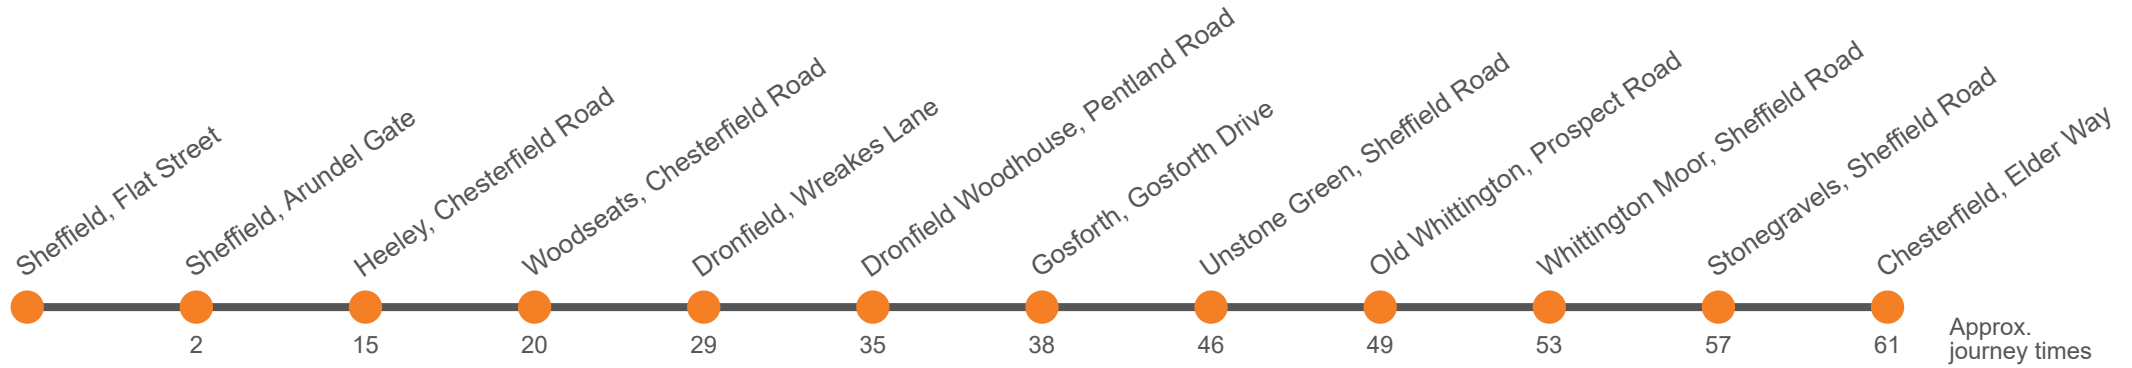 Sheffield, Flat Street
Sheffield, Arundel Gate
Heeley, Chesterfield Road
Woodseats, Chesterfield Road
Dronfield, Wreakes Lane
Dronfield Woodhouse, Pentland Road
Gosforth, Gosforth Drive
Unstone Green, Sheffield Road
Old Whittington, Prospect Road
Whittington Moor, Sheffield Road
Stonegravels, Sheffield Road
Chesterfield, Elder Way
2 15 20 29 35 38 46 49 53 57 61
Approx.
journey times